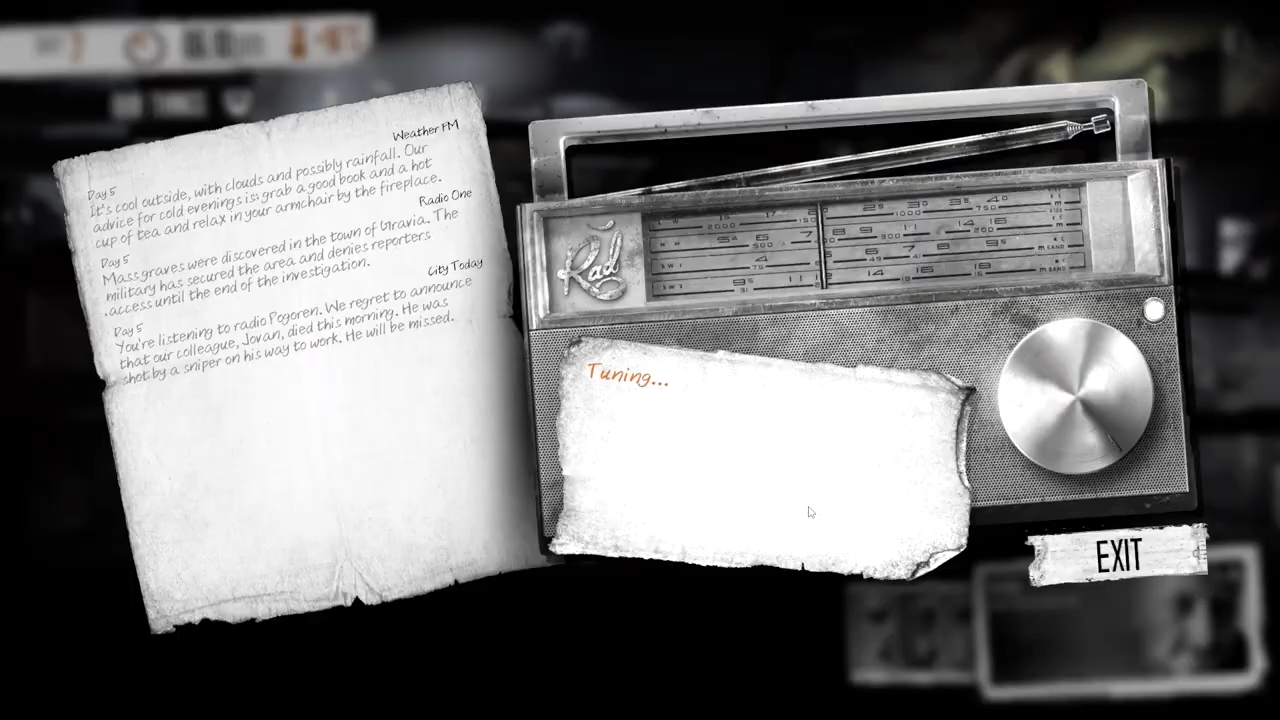 Weather FM
Day 5
It's cool outside, with clouds and possibly rainfall. Our
advice for cold evenings is: grab a good book and a hot
cup of tea and relax in your armchair by the fireplace.
Radio One
Day 5
Mass graves were discovered in the town of Gravia. The
military has secured the area and denies reporters
access until the end of the investigation.
City Today
Day 5
You're listening to radio Pogoren. We regret to announce
that our colleague, Jovan, died this morning. He was
shot by a sniper on his way to work. He will be missed.
Rad
Tuning...
EXIT